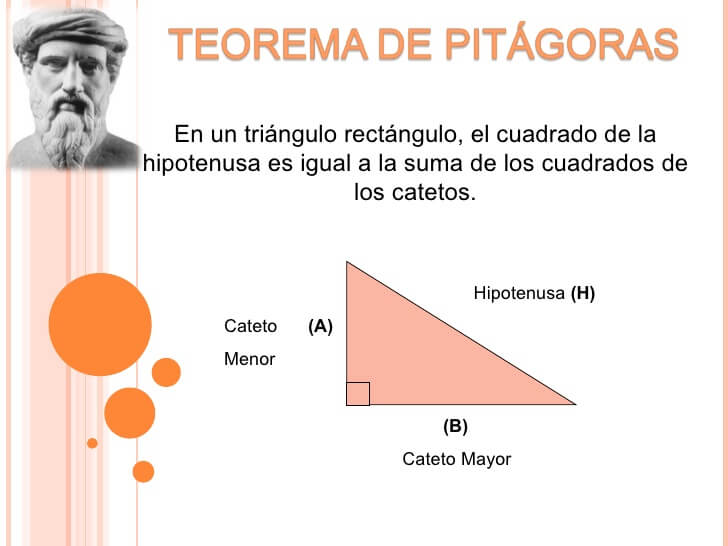 TEOREMA DE PITÁGORAS
En un triángulo rectángulo, el cuadrado de la
hipotenusa es igual a la suma de los cuadrados de
los catetos.
Hipotenusa (H)
Cateto (A)
Menor
(B)
Cateto Mayor